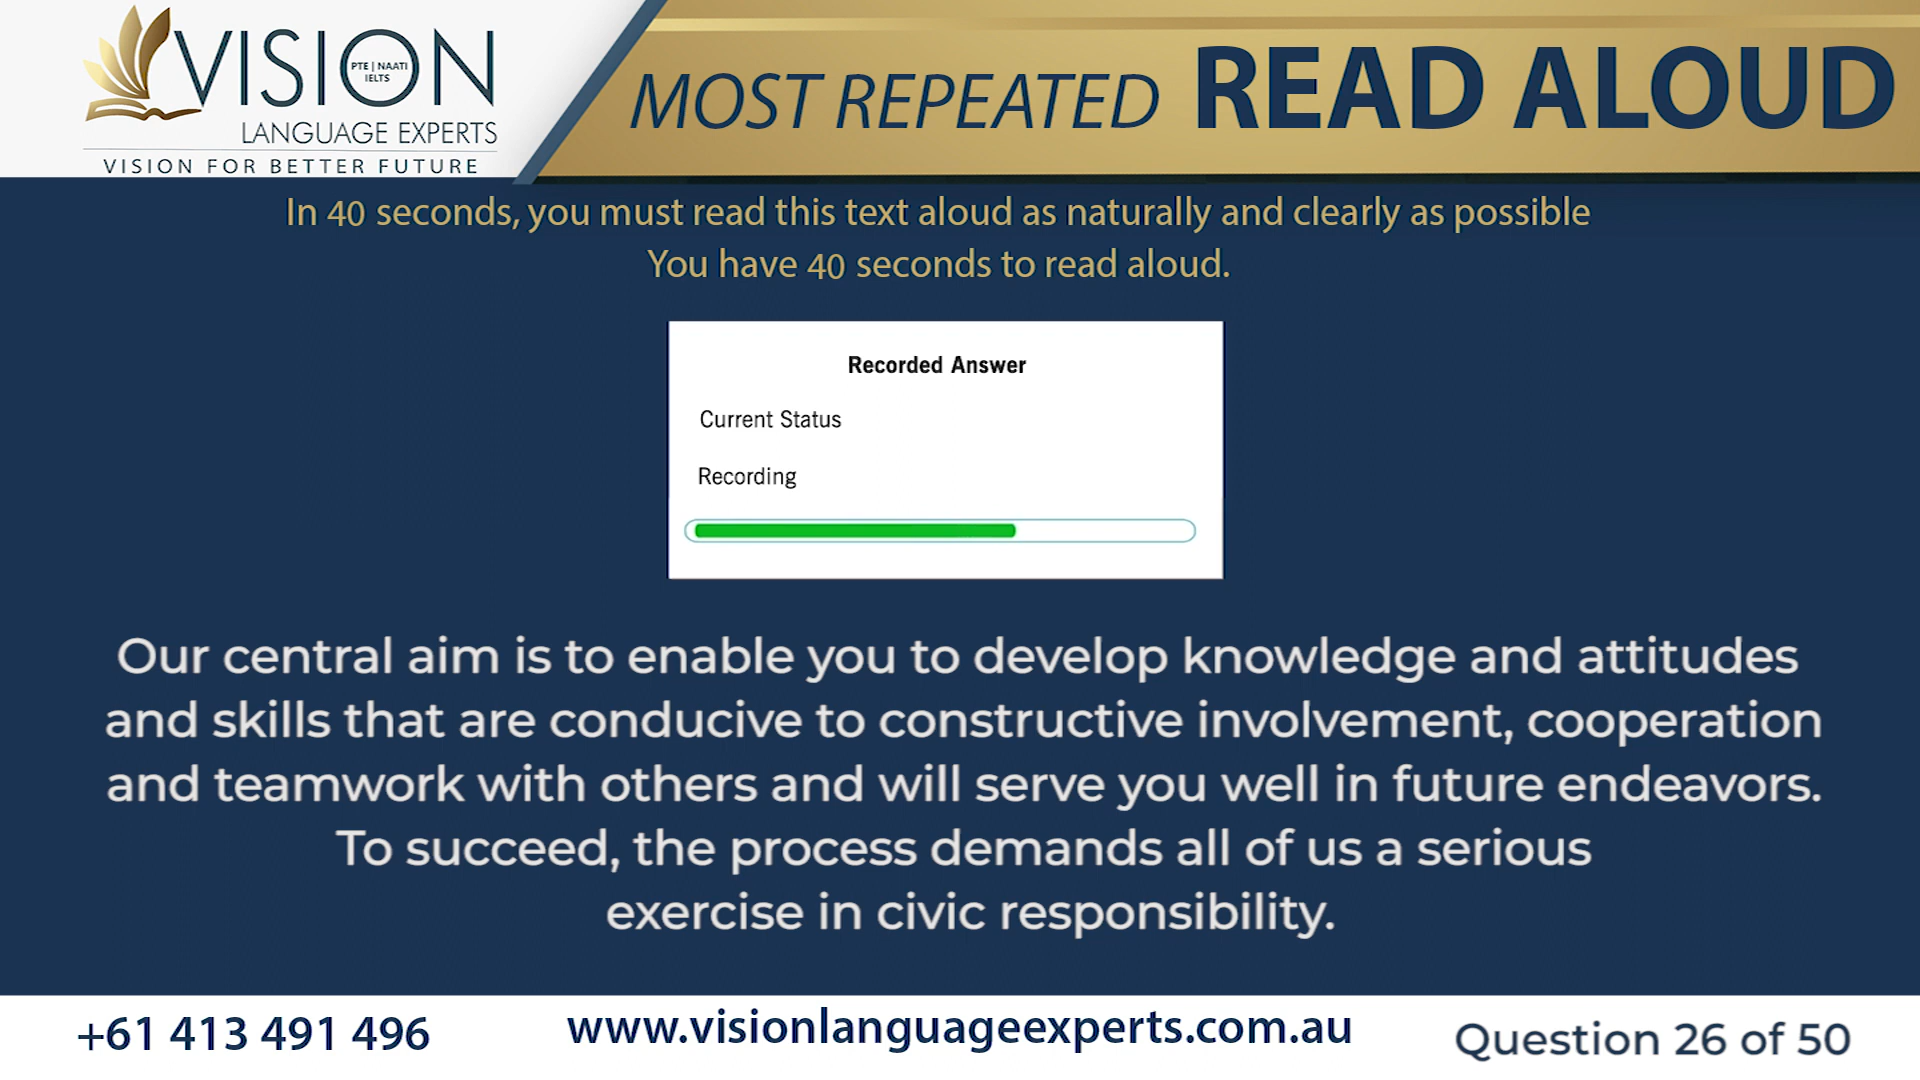 VISION
PTE | NAATI
IELTS
LANGUAGE EXPERTS
VISION FOR BETTER FUTURE
MOST REPEATED READ ALOUD
In 40 seconds, you must read this text aloud as naturally and clearly as possible
You have 40 seconds to read aloud.
Recorded Answer
Current Status
Recording
Our central aim is to enable you to develop knowledge and attitudes
and skills that are conducive to constructive involvement, cooperation
and teamwork with others and will serve you well in future endeavors.
To succeed, the process demands all of us a serious
exercise in civic responsibility.
+61 413 491 496
www.visionlanguageexperts.com.au
Question 26 of 50